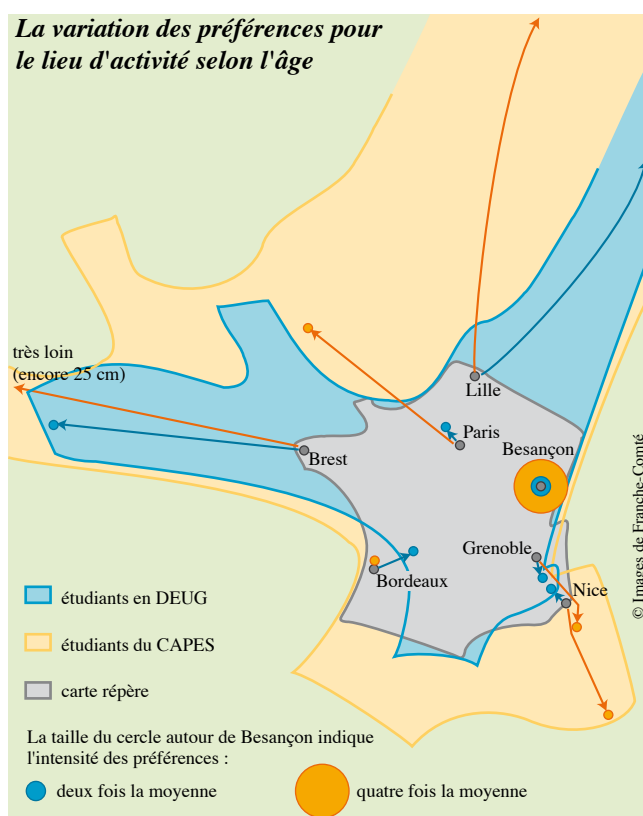 La variation des préférences pour
le lieu d'activité selon l'âge
très loin
(encore 25 cm)
Lille
Paris
Besançon
Brest
Grenoble
Nice
Bordeaux
© Images de Franche-Comté
étudiants en DEUG
étudiants du CAPES
carte répère
La taille du cercle autour de Besançon indique
l'intensité des préférences :
deux fois la moyenne
quatre fois la moyenne